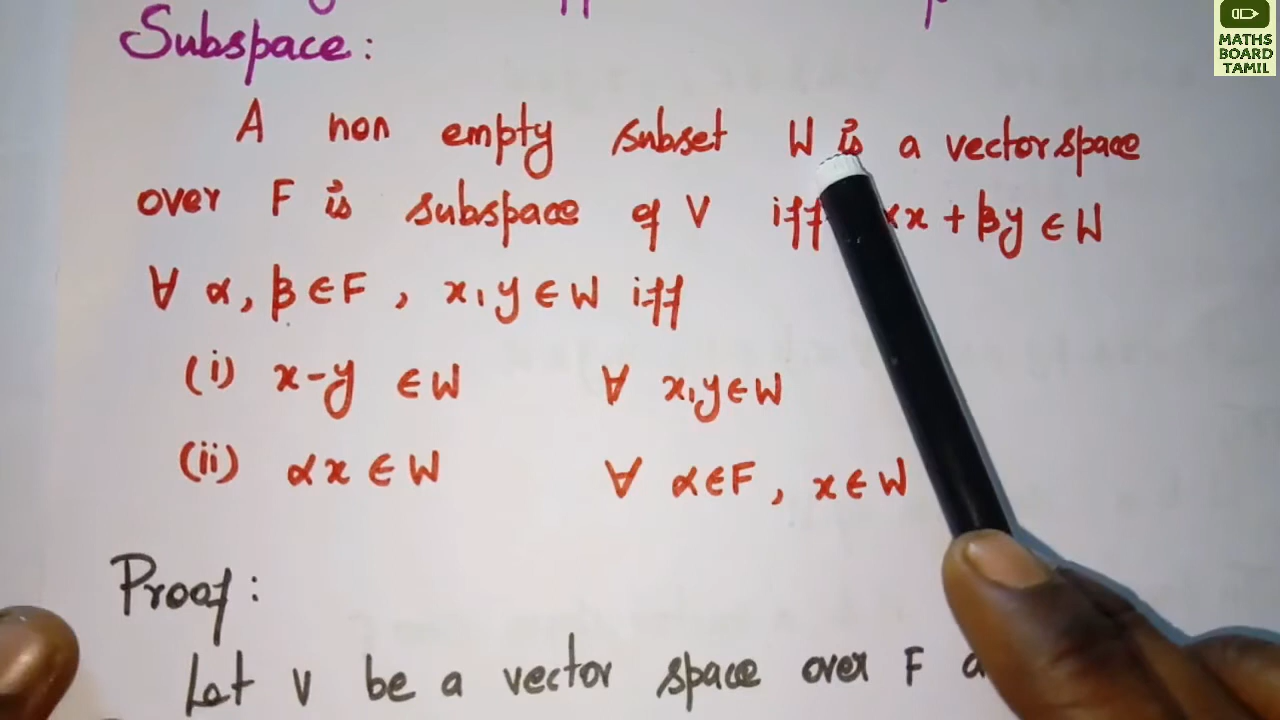 Subspace:
MATHS
BOARD
TAMIL
A non empty subset W is a vector space
over F is subspace of V iff x + βy ∈ W
∀ α, β ∈ F, x, y ∈ W iff
(i) x-y ∈ W ∀ x, y ∈ W
(ii) αx ∈ W ∀ α ∈ F, x ∈ W
Proof:
Let V be a vector space over F